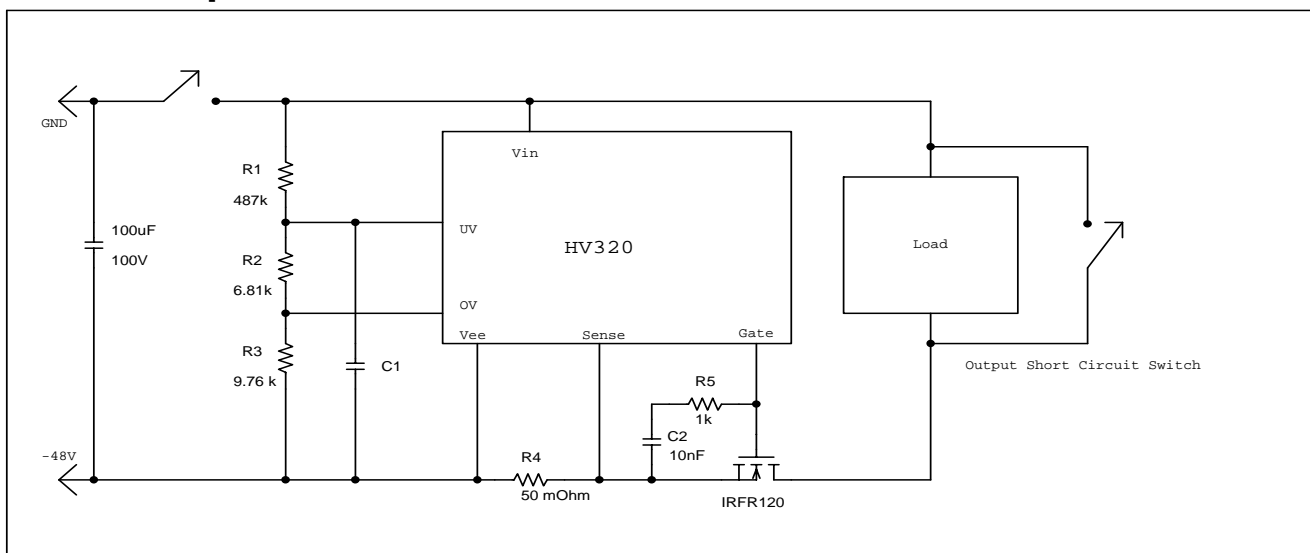 GND
-48V
100uF
100V
R1
487k
R2
6.81k
R3
9.76 k
C1
Vin
UV
OV
HV320
Vee
Sense
Gate
R4
50 mOhm
C2
10nF
R5
1k
IRFR120
Load
Output Short Circuit Switch